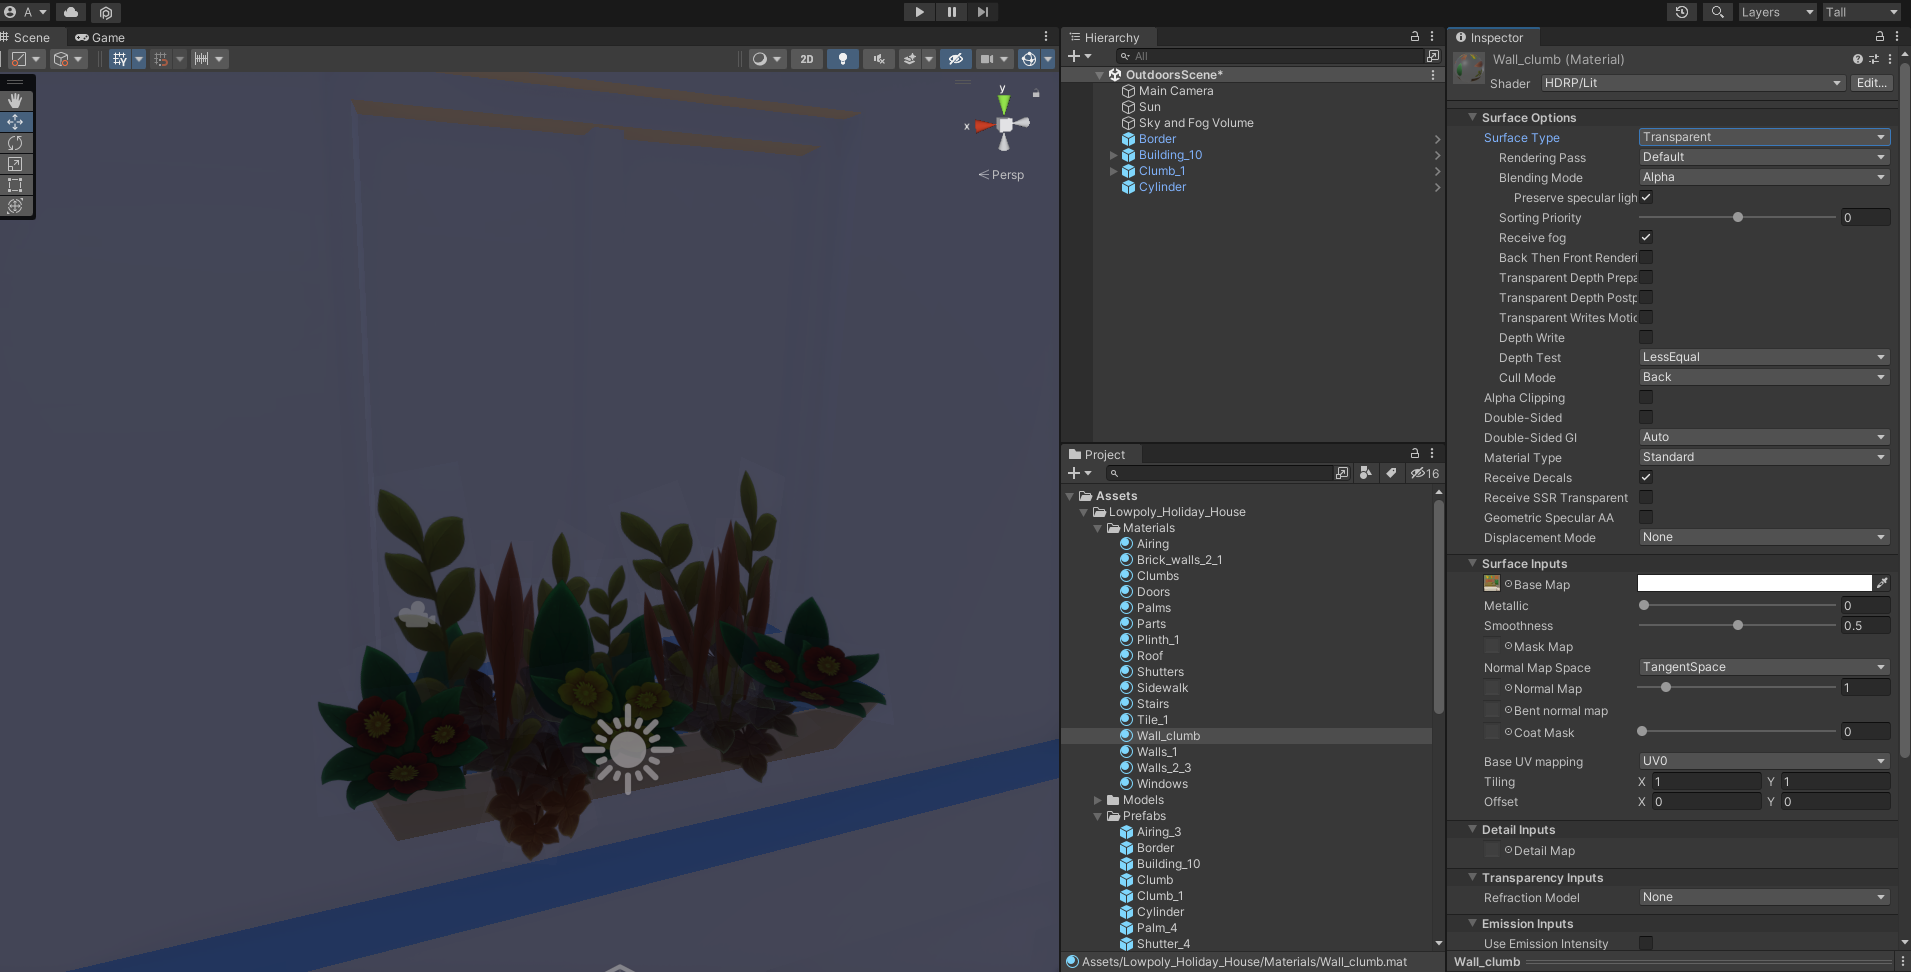 A
Layers
Tall
Scene
Game
2D
y
x
Persp
Hierarchy
All
OutdoorsScene*
Main Camera
Sun
Sky and Fog Volume
Border
Building_10
Clumb_1
Cylinder
Project
16
Assets
Lowpoly_Holiday_House
Materials
Airing
Brick_walls_2_1
Clumbs
Doors
Palms
Parts
Plinth_1
Roof
Shutters
Sidewalk
Stairs
Tile_1
Wall_clumb
Walls_1
Walls_2_3
Windows
Models
Prefabs
Airing_3
Border
Building_10
Clumb
Clumb_1
Cylinder
Palm_4
Shutter_4
Assets/Lowpoly_Holiday_House/Materials/Wall_clumb.mat
Inspector
Wall_clumb (Material)
Shader HDRP/Lit Edit...
Surface Options
Surface Type Transparent
Rendering Pass Default
Blending Mode Alpha
Preserve specular ligh
Sorting Priority 0
Receive fog
Back Then Front Renderi
Transparent Depth Prepa
Transparent Depth Postp
Transparent Writes Motic
Depth Write
Depth Test LessEqual
Cull Mode Back
Alpha Clipping
Double-Sided
Double-Sided GI Auto
Material Type Standard
Receive Decals
Receive SSR Transparent
Geometric Specular AA
Displacement Mode None
Surface Inputs
Base Map
Metallic 0
Smoothness 0.5
Mask Map
Normal Map Space TangentSpace
Normal Map 1
Bent normal map
Coat Mask 0
Base UV mapping UV0
Tiling X 1 Y 1
Offset X 0 Y 0
Detail Inputs
Detail Map
Transparency Inputs
Refraction Model None
Emission Inputs
Use Emission Intensity
Wall_clumb